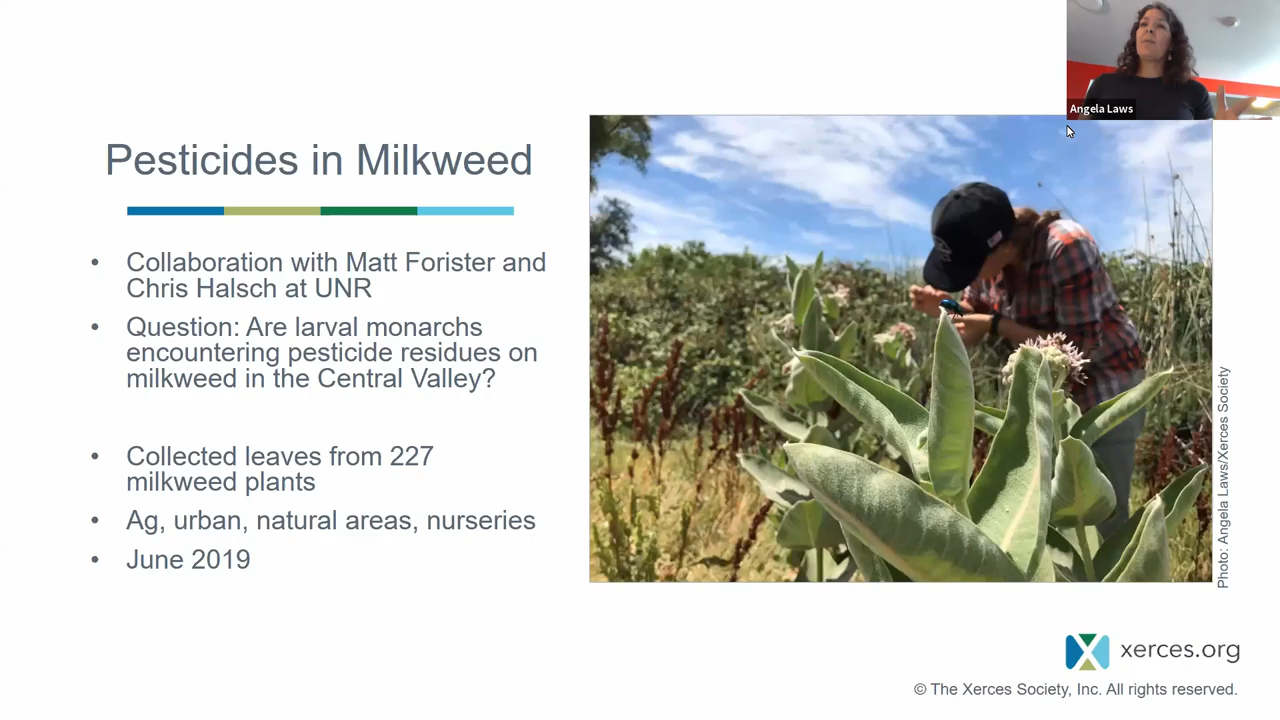 Angela Laws
Pesticides in Milkweed
• Collaboration with Matt Forister and
Chris Halsch at UNR
• Question: Are larval monarchs
encountering pesticide residues on
milkweed in the Central Valley?
• Collected leaves from 227
milkweed plants
• Ag, urban, natural areas, nurseries
• June 2019
Photo: Angela Laws/Xerces Society
xerces.org
© The Xerces Society, Inc. All rights reserved.